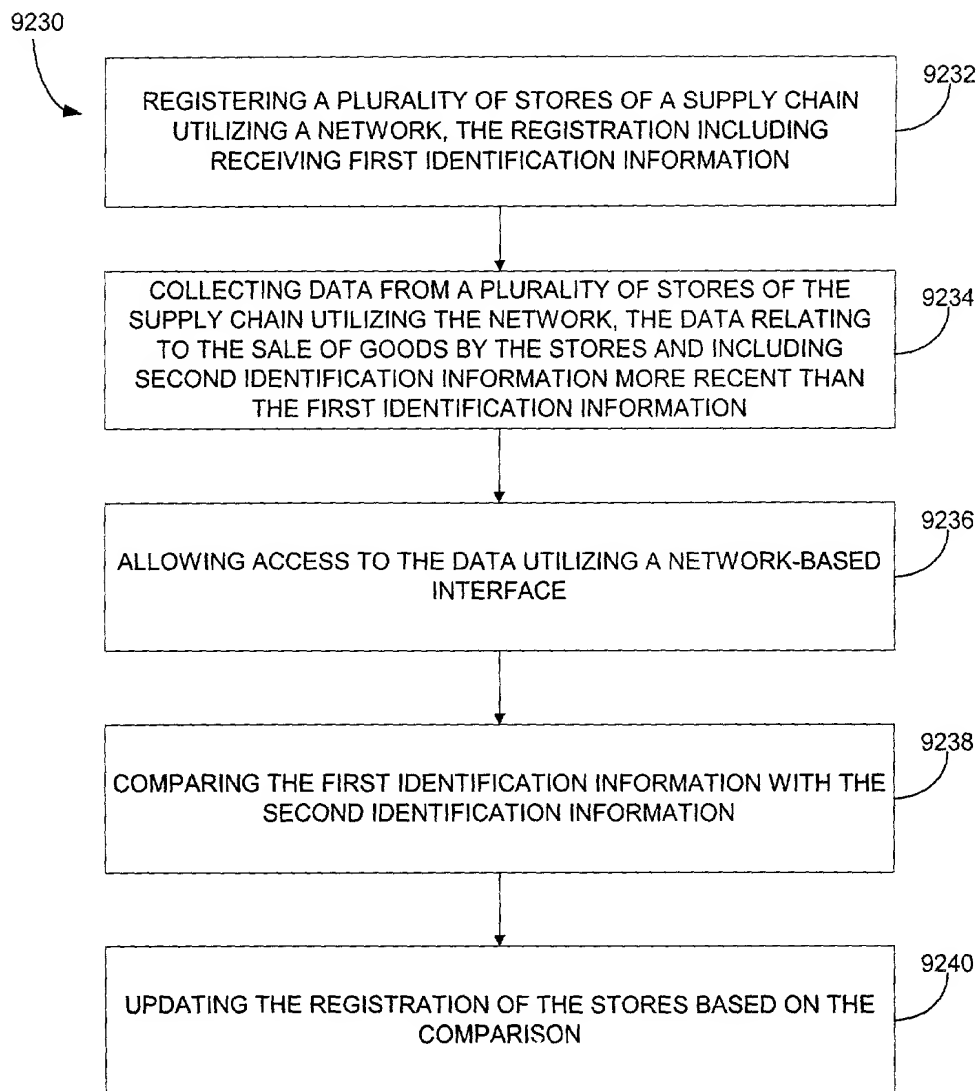 9230
9232
REGISTERING A PLURALITY OF STORES OF A SUPPLY CHAIN
UTILIZING A NETWORK, THE REGISTRATION INCLUDING
RECEIVING FIRST IDENTIFICATION INFORMATION
9234
COLLECTING DATA FROM A PLURALITY OF STORES OF THE
SUPPLY CHAIN UTILIZING THE NETWORK, THE DATA RELATING
TO THE SALE OF GOODS BY THE STORES AND INCLUDING
SECOND IDENTIFICATION INFORMATION MORE RECENT THAN
THE FIRST IDENTIFICATION INFORMATION
9236
ALLOWING ACCESS TO THE DATA UTILIZING A NETWORK-BASED
INTERFACE
9238
COMPARING THE FIRST IDENTIFICATION INFORMATION WITH THE
SECOND IDENTIFICATION INFORMATION
9240
UPDATING THE REGISTRATION OF THE STORES BASED ON THE
COMPARISON